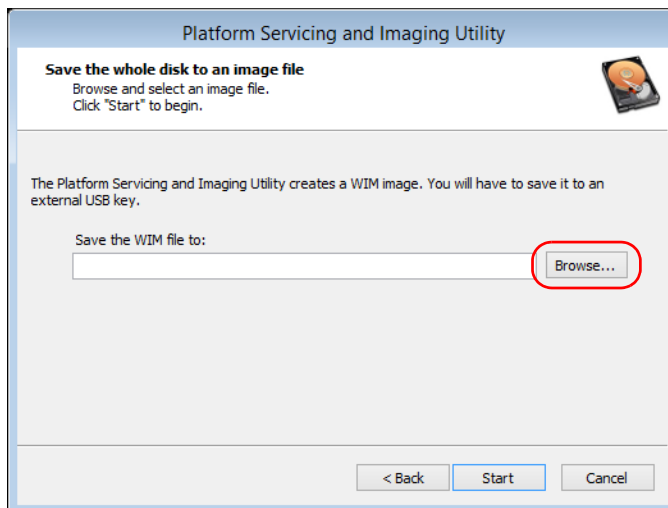 Platform Servicing and Imaging Utility
Save the whole disk to an image file
Browse and select an image file.
Click "Start" to begin.
The Platform Servicing and Imaging Utility creates a WIM image. You will have to save it to an
external USB key.
Save the WIM file to:
Browse...
< Back
Start
Cancel